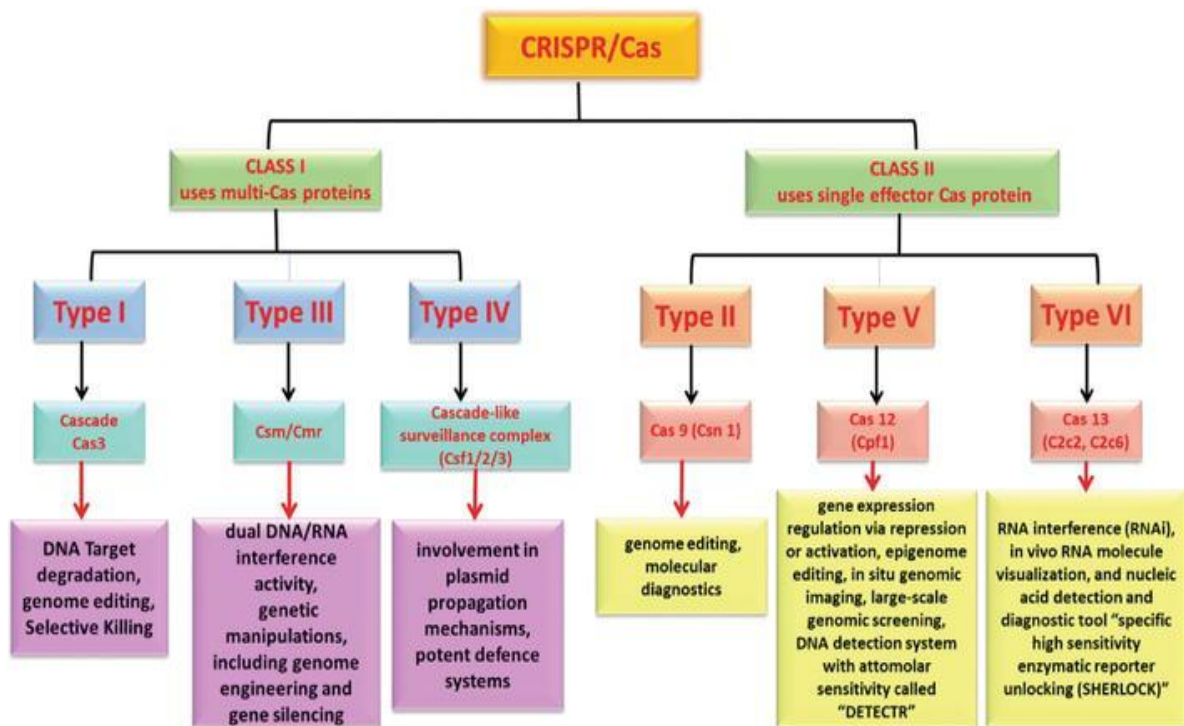 CRISPR/Cas
CLASS I
uses multi-Cas proteins
CLASS II
uses single effector Cas protein
Type I
Type III
Type IV
Type II
Type V
Type VI
Cascade
Cas3
Csm/Cmr
Cascade-like
surveillance complex
(Csf1/2/3)
Cas 9 (Csn 1)
Cas 12
(Cpf1)
Cas 13
(C2c2, C2c6)
DNA Target
degradation,
genome editing,
Selective Killing
dual DNA/RNA
interference
activity,
genetic
manipulations,
including genome
engineering and
gene silencing
involvement in
plasmid
propagation
mechanisms,
potent defence
systems
genome editing,
molecular
diagnostics
gene expression
regulation via repression
or activation, epigenome
editing, in situ genomic
imaging, large-scale
genomic screening,
DNA detection system
with attomolar
sensitivity called
“DETECTR”
RNA interference (RNAi),
in vivo RNA molecule
visualization, and nucleic
acid detection and
diagnostic tool “specific
high sensitivity
enzymatic reporter
unlocking (SHERLOCK)”